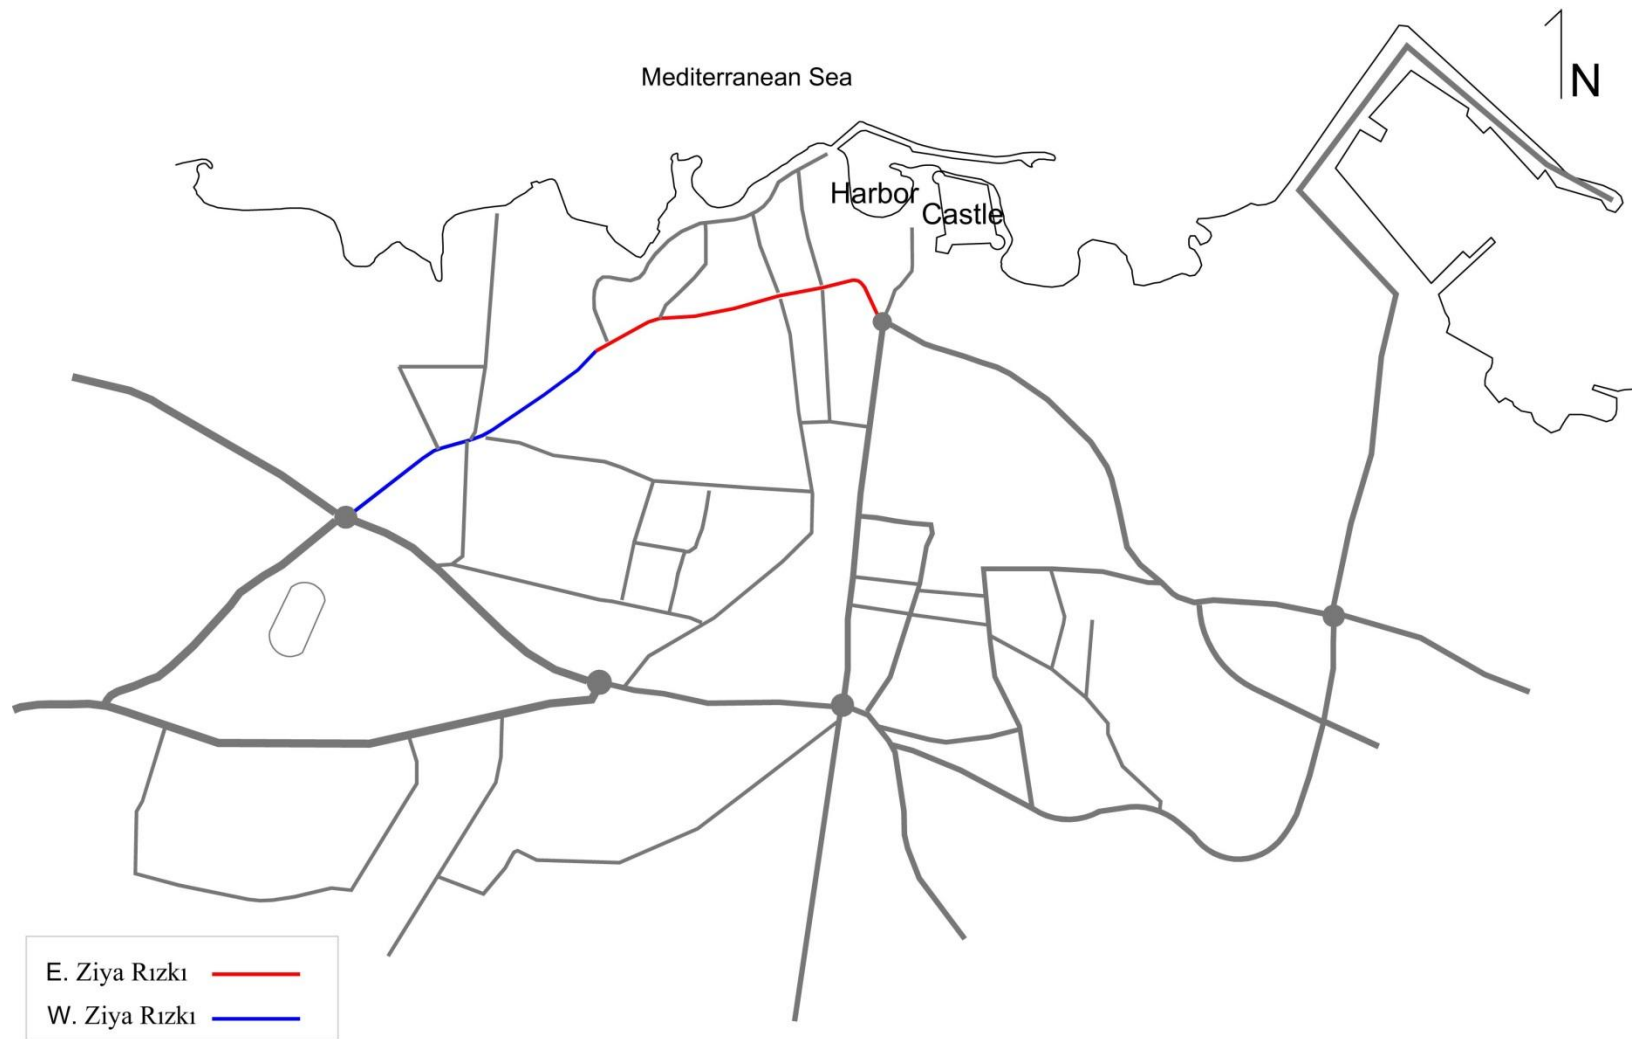 Mediterranean Sea
N
Harbor
Castle
E. Ziya Rızkı
W. Ziya Rızkı